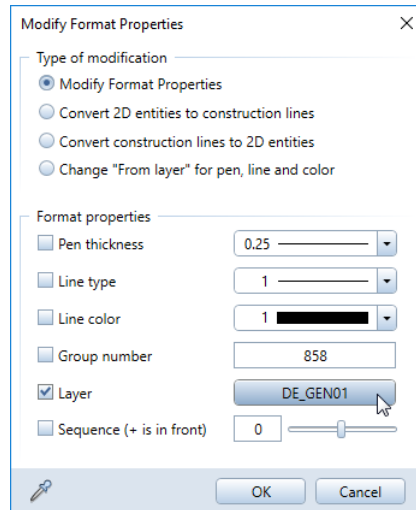 Modify Format Properties
Type of modification
Modify Format Properties
Convert 2D entities to construction lines
Convert construction lines to 2D entities
Change "From layer" for pen, line and color
Format properties
Pen thickness 0.25
Line type 1
Line color 1
Group number 858
Layer DE_GEN01
Sequence (+ is in front) 0
OK Cancel